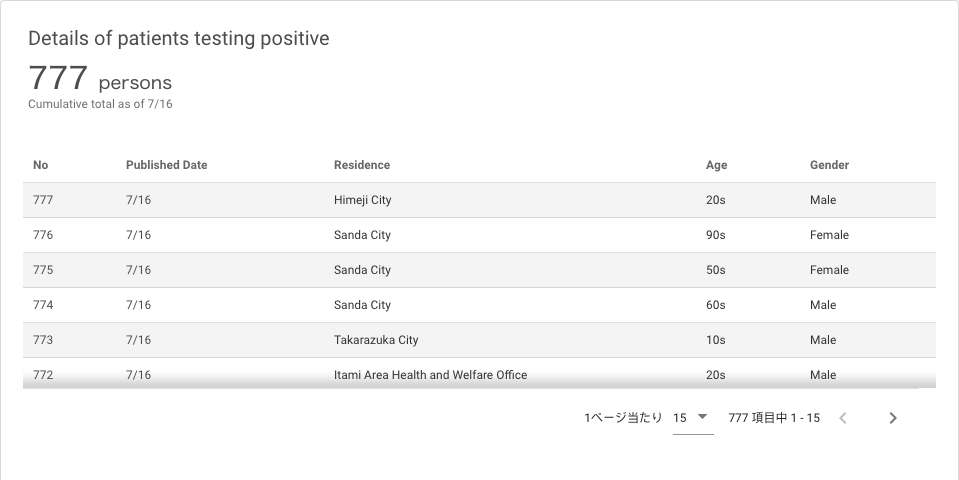 Details of patients testing positive
777 persons
Cumulative total as of 7/16
No Published Date Residence Age Gender
777 7/16 Himeji City 20s Male
776 7/16 Sanda City 90s Female
775 7/16 Sanda City 50s Female
774 7/16 Sanda City 60s Male
773 7/16 Takarazuka City 10s Male
772 7/16 Itami Area Health and Welfare Office 20s Male
1ページ当たり 15 777 項目中 1 - 15